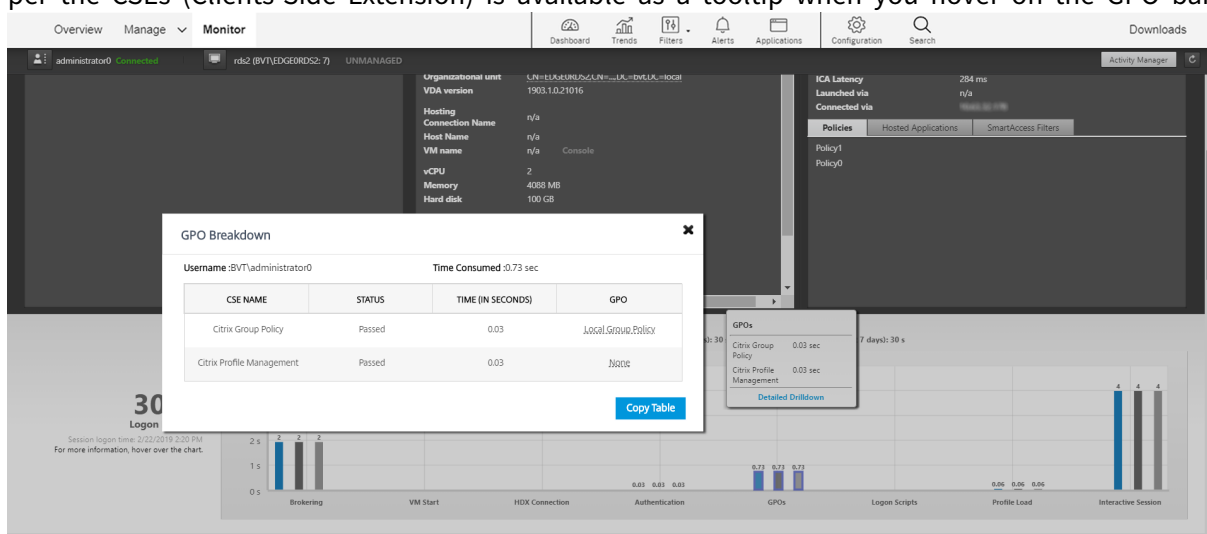 per the CSEs (Clients-Side Extension) is available as a tooltip when you hover on the GPO bar
Overview Manage Monitor Dashboard Trends Filters Alerts Applications Configuration Search Downloads
administrator0 Connected rds2 (BVT\EDGE0RDS2: 7) UNMANAGED Activity Manager
Organizational unit CN=EDGE0RDS2,CN=...,DC=bvt,DC=local
VDA version 1903.1.0.21016
Hosting
Connection Name n/a
Host Name n/a
VM name n/a Console
vCPU 2
Memory 4088 MB
Hard disk 100 GB
ICA Latency 284 ms
Launched via n/a
Connected via
Policies Hosted Applications SmartAccess Filters
Policy1
Policy0
GPO Breakdown
Username :BVT\administrator0 Time Consumed :0.73 sec
CSE NAME STATUS TIME (IN SECONDS) GPO
Citrix Group Policy Passed 0.03 Local Group Policy
Citrix Profile Management Passed 0.03 None
Copy Table
s): 30
7 days): 30 s
GPOs
Citrix Group 0.03 sec
Policy
Citrix Profile 0.03 sec
Management
Detailed Drilldown
30
Logon
Session logon time: 2/22/2019 2:20 PM
For more information, hover over the chart.
4 4 4
2 s 2 2 2
1 s
0.73 0.73 0.73
0.03 0.03 0.03
0.06 0.06 0.06
0 s
Brokering VM Start HDX Connection Authentication GPOs Logon Scripts Profile Load Interactive Session